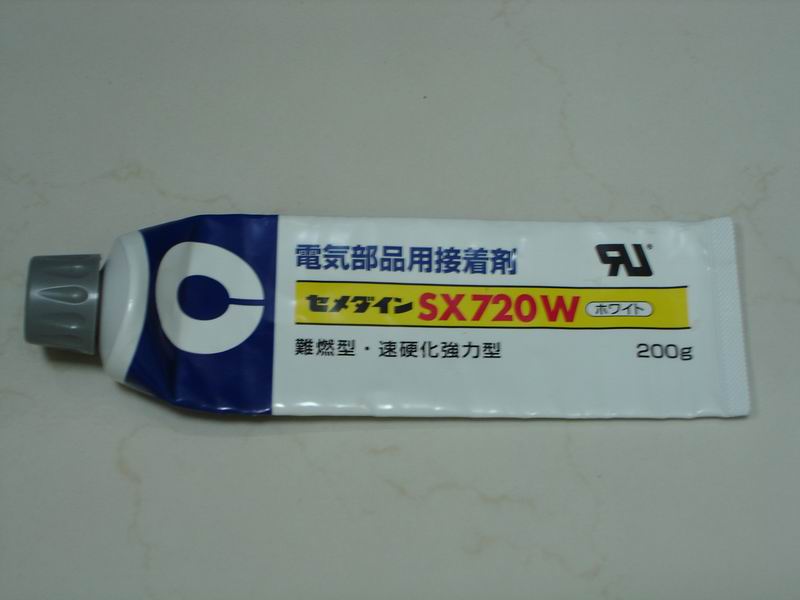 電気部品用接着剤
セメダイン SX720W ホワイト
難燃型・速硬化強力型 200g